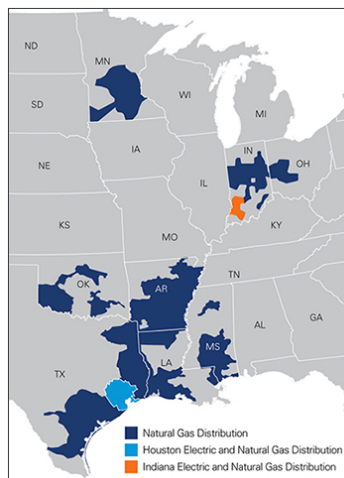 ND
MN
SD
WI
MI
NE
IA
IN
OH
IL
KS
MO
KY
OK
AR
TN
TX
LA
MS
AL
GA
Natural Gas Distribution
Houston Electric and Natural Gas Distribution
Indiana Electric and Natural Gas Distribution